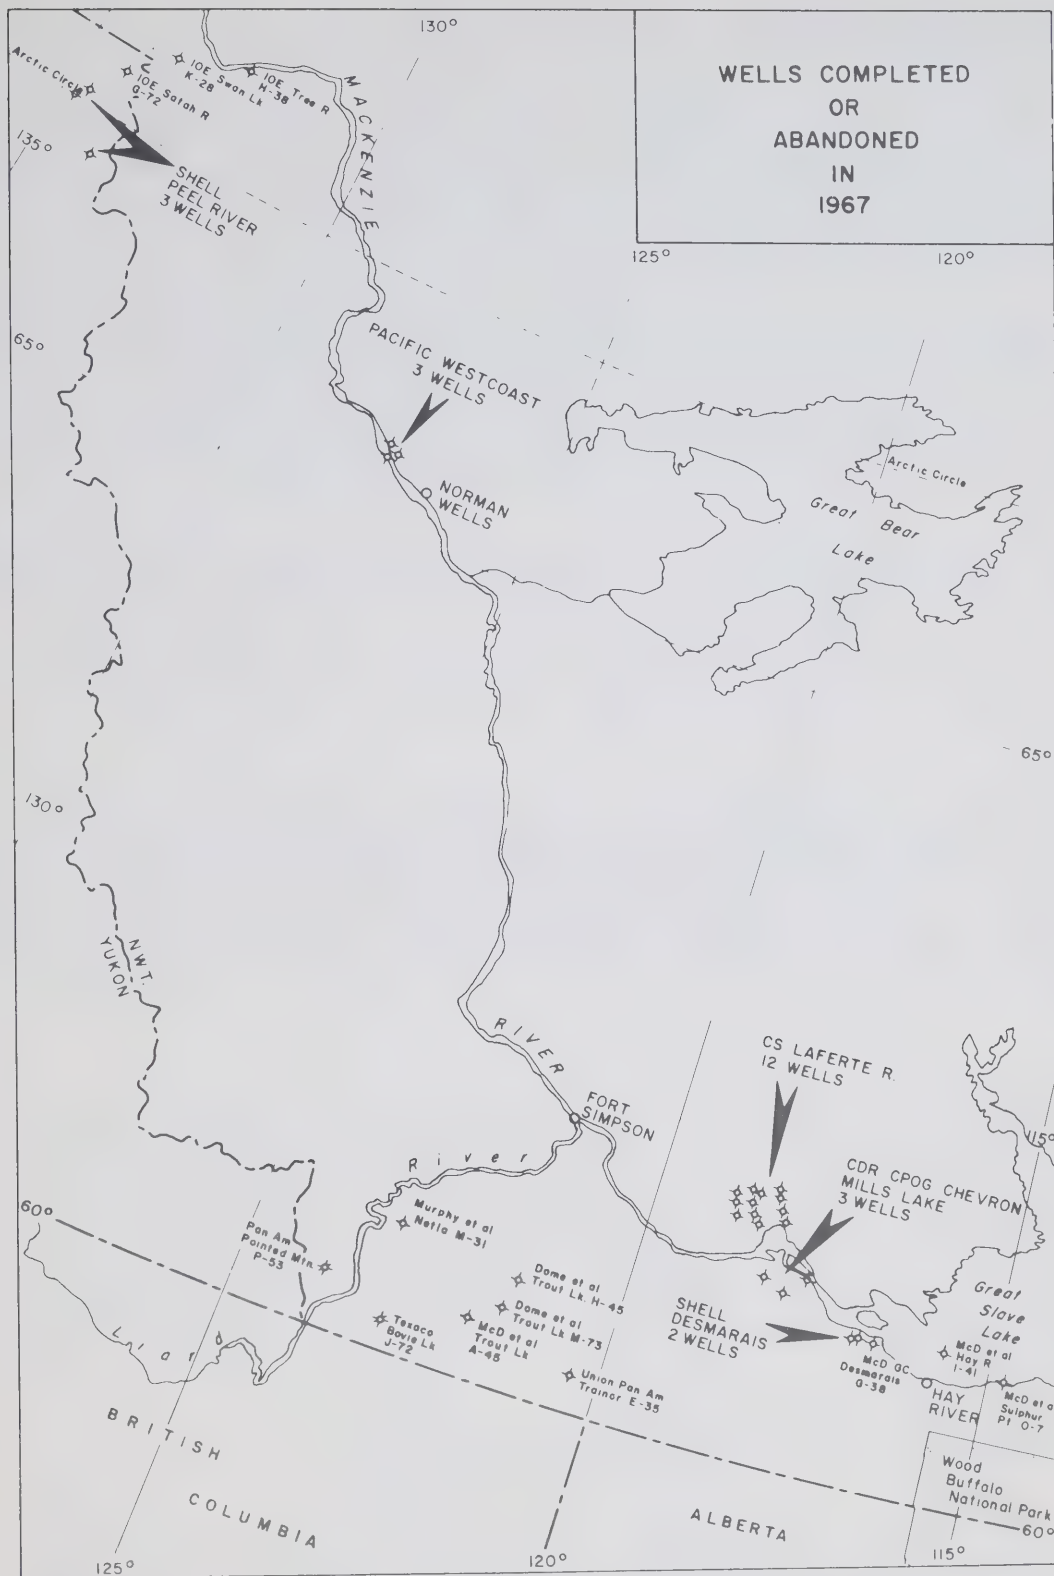 130°
WELLS COMPLETED
OR
ABANDONED
IN
1967
Arctic Circle
IOE Satah R
G-72
IOE Swan Lk
K-28
IOE Tree R
H-38
MACKENZIE
135°
SHELL
PEEL RIVER
3 WELLS
125°
120°
65°
PACIFIC WESTCOAST
3 WELLS
NORMAN
WELLS
Arctic Circle
Great Bear
Lake
65°
130°
N.W.T.
YUKON
RIVER
FORT
SIMPSON
CS LAFERTE R.
12 WELLS
115°
River
CDR CPOG CHEVRON
MILLS LAKE
3 WELLS
60°
Murphy et al
Netla M-31
Pan Am
Pointed Mtn.
P-53
Dome et al
Trout Lk. H-45
Dome et al
Trout Lk M-73
McD et al
Trout Lk
A-45
Texaco
Bovie Lk
J-72
Liard
SHELL
DESMARAIS
2 WELLS
Great
Slave
Lake
McD et al
Hay R
I-41
McD GC
Desmarais
G-38
Union Pan Am
Trainor E-35
HAY
RIVER
McD et al
Sulphur
Pt O-7
BRITISH
COLUMBIA
ALBERTA
Wood
Buffalo
National Park
60°
125°
120°
115°